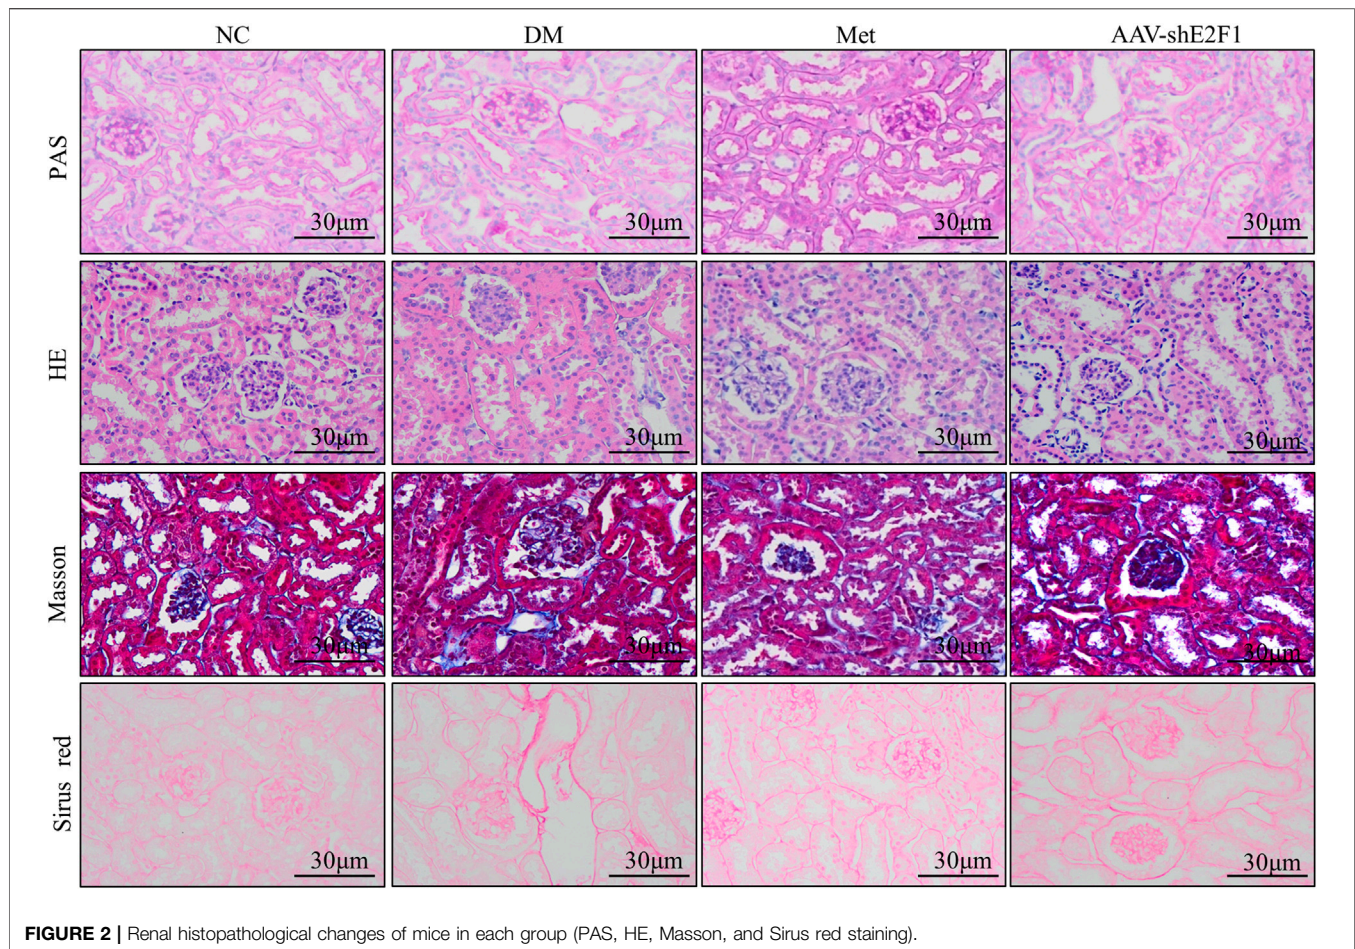 NC DM Met AAV-shE2F1
PAS
30μm 30μm 30μm 30μm
HE
30μm 30μm 30μm 30μm
Masson
30μm 30μm 30μm 30μm
Sirus red
30μm 30μm 30μm 30μm
FIGURE 2 | Renal histopathological changes of mice in each group (PAS, HE, Masson, and Sirus red staining).